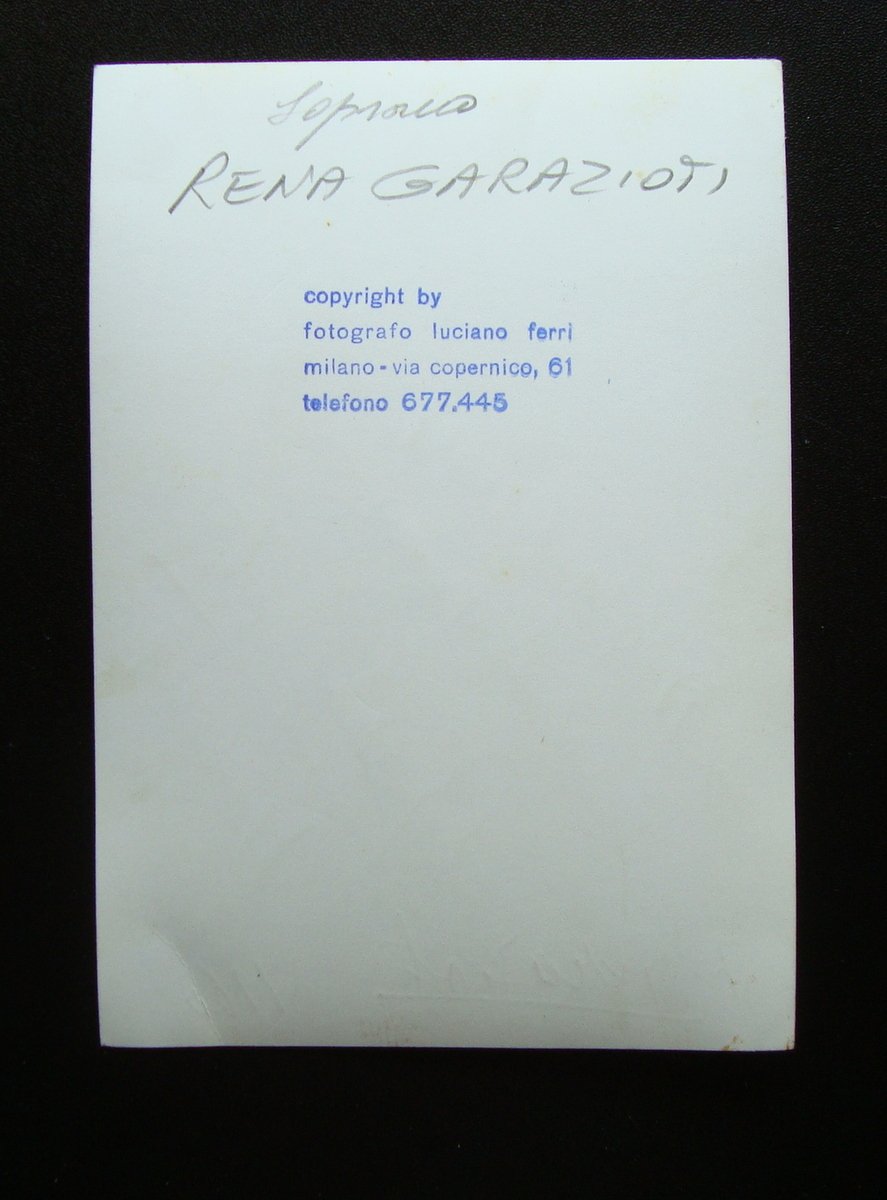 Soprano
RENA GARAZIOTI
copyright by
fotografo luciano ferri
milano - via copernico, 61
telefono 677.445